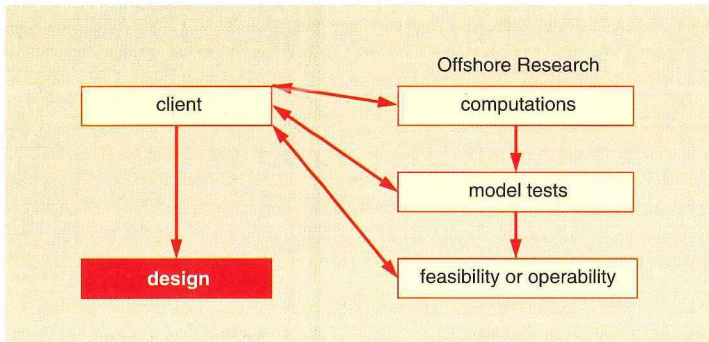 Offshore Research
client
computations
model tests
design
feasibility or operability